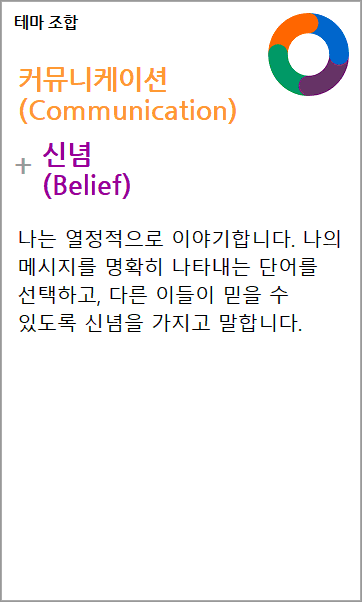 테마 조합
커뮤니케이션
(Communication)
+ 신념
(Belief)
나는 열정적으로 이야기합니다. 나의
메시지를 명확히 나타내는 단어를
선택하고, 다른 이들이 믿을 수
있도록 신념을 가지고 말합니다.